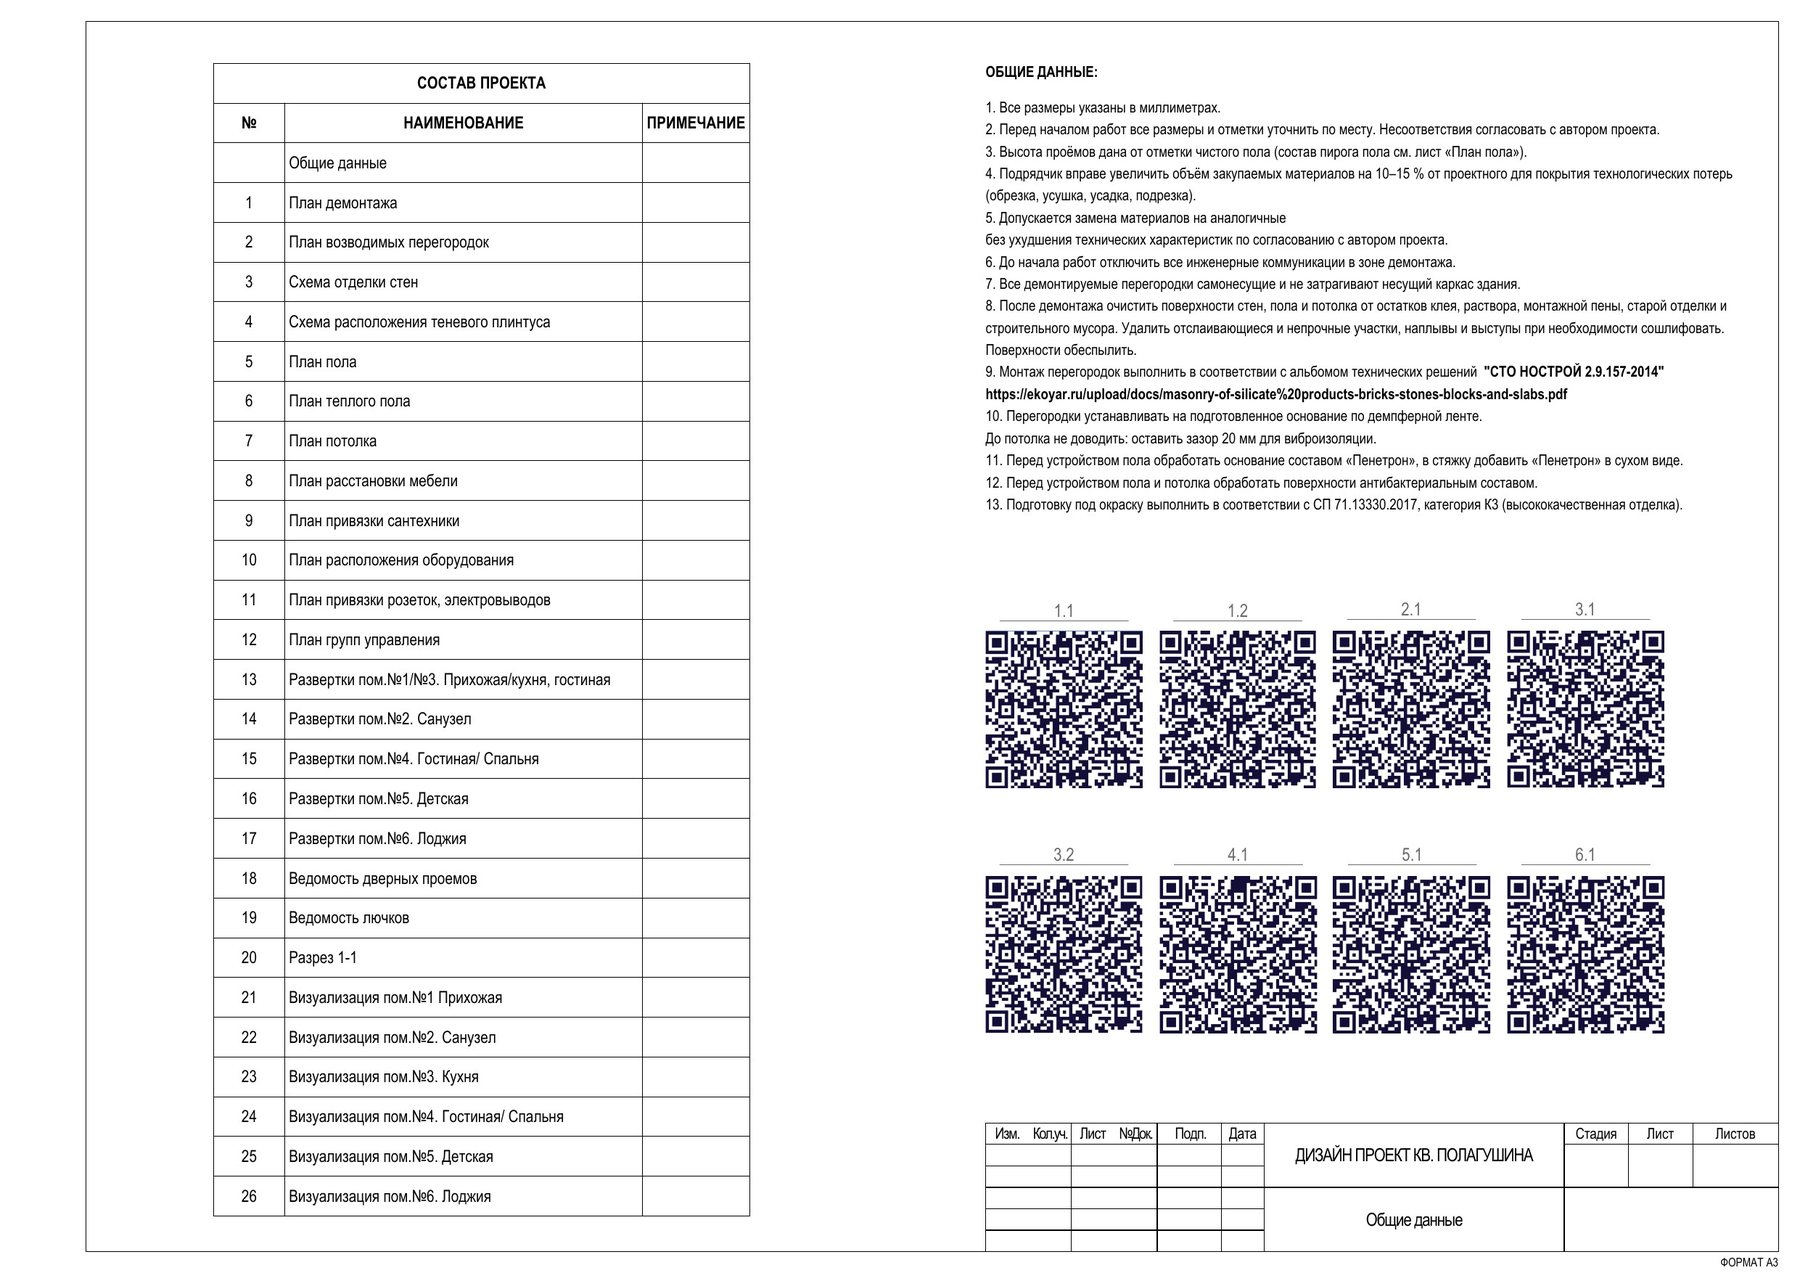 СОСТАВ ПРОЕКТА
№ НАИМЕНОВАНИЕ ПРИМЕЧАНИЕ
Общие данные
1 План демонтажа
2 План возводимых перегородок
3 Схема отделки стен
4 Схема расположения теневого плинтуса
5 План пола
6 План теплого пола
7 План потолка
8 План расстановки мебели
9 План привязки сантехники
10 План расположения оборудования
11 План привязки розеток, электровыводов
12 План групп управления
13 Развертки пом.№1/№3. Прихожая/кухня, гостиная
14 Развертки пом.№2. Санузел
15 Развертки пом.№4. Гостиная/ Спальня
16 Развертки пом.№5. Детская
17 Развертки пом.№6. Лоджия
18 Ведомость дверных проемов
19 Ведомость лючков
20 Разрез 1-1
21 Визуализация пом.№1 Прихожая
22 Визуализация пом.№2. Санузел
23 Визуализация пом.№3. Кухня
24 Визуализация пом.№4. Гостиная/ Спальня
25 Визуализация пом.№5. Детская
26 Визуализация пом.№6. Лоджия
ОБЩИЕ ДАННЫЕ:
1. Все размеры указаны в миллиметрах.
2. Перед началом работ все размеры и отметки уточнить по месту. Несоответствия согласовать с автором проекта.
3. Высота проёмов дана от отметки чистого пола (состав пирога пола см. лист «План пола»).
4. Подрядчик вправе увеличить объём закупаемых материалов на 10–15 % от проектного для покрытия технологических потерь
(обрезка, усушка, усадка, подрезка).
5. Допускается замена материалов на аналогичные
без ухудшения технических характеристик по согласованию с автором проекта.
6. До начала работ отключить все инженерные коммуникации в зоне демонтажа.
7. Все демонтируемые перегородки самонесущие и не затрагивают несущий каркас здания.
8. После демонтажа очистить поверхности стен, пола и потолка от остатков клея, раствора, монтажной пены, старой отделки и
строительного мусора. Удалить отслаивающиеся и непрочные участки, наплывы и выступы при необходимости сошлифовать.
Поверхности обеспылить.
9. Монтаж перегородок выполнить в соответствии с альбомом технических решений "СТО НОСТРОЙ 2.9.157-2014"
https://ekoyar.ru/upload/docs/masonry-of-silicate%20products-bricks-stones-blocks-and-slabs.pdf
10. Перегородки устанавливать на подготовленное основание по демпферной ленте.
До потолка не доводить: оставить зазор 20 мм для виброизоляции.
11. Перед устройством пола обработать основание составом «Пенетрон», в стяжку добавить «Пенетрон» в сухом виде.
12. Перед устройством пола и потолка обработать поверхности антибактериальным составом.
13. Подготовку под окраску выполнить в соответствии с СП 71.13330.2017, категория К3 (высококачественная отделка).
1.1 1.2 2.1 3.1
3.2 4.1 5.1 6.1
Изм. Кол.уч. Лист №Док. Подп. Дата
ДИЗАЙН ПРОЕКТ КВ. ПОЛАГУШИНА
Стадия Лист Листов
Общие данные
ФОРМАТ А3